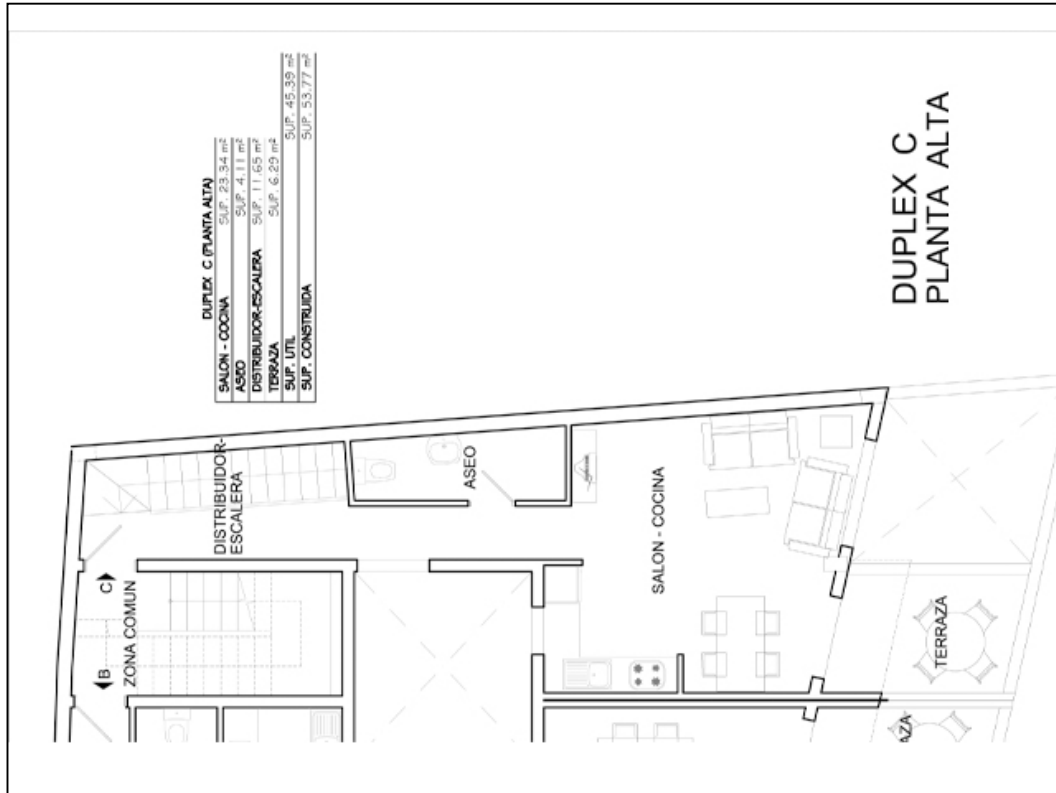 DUPLEX C (PLANTA ALTA)
SALON - COCINA SUP. 23.34 m²
ASEO SUP. 4.11 m²
DISTRIBUIDOR-ESCALERA SUP. 11.65 m²
TERRAZA SUP. 6.29 m²
SUP. UTIL SUP. 45.39 m²
SUP. CONSTRUIDA SUP. 53.77 m²
DUPLEX C
PLANTA ALTA
DISTRIBUIDOR-
ESCALERA
ASEO
SALON - COCINA
C
B
ZONA COMUN
TERRAZA
AZA